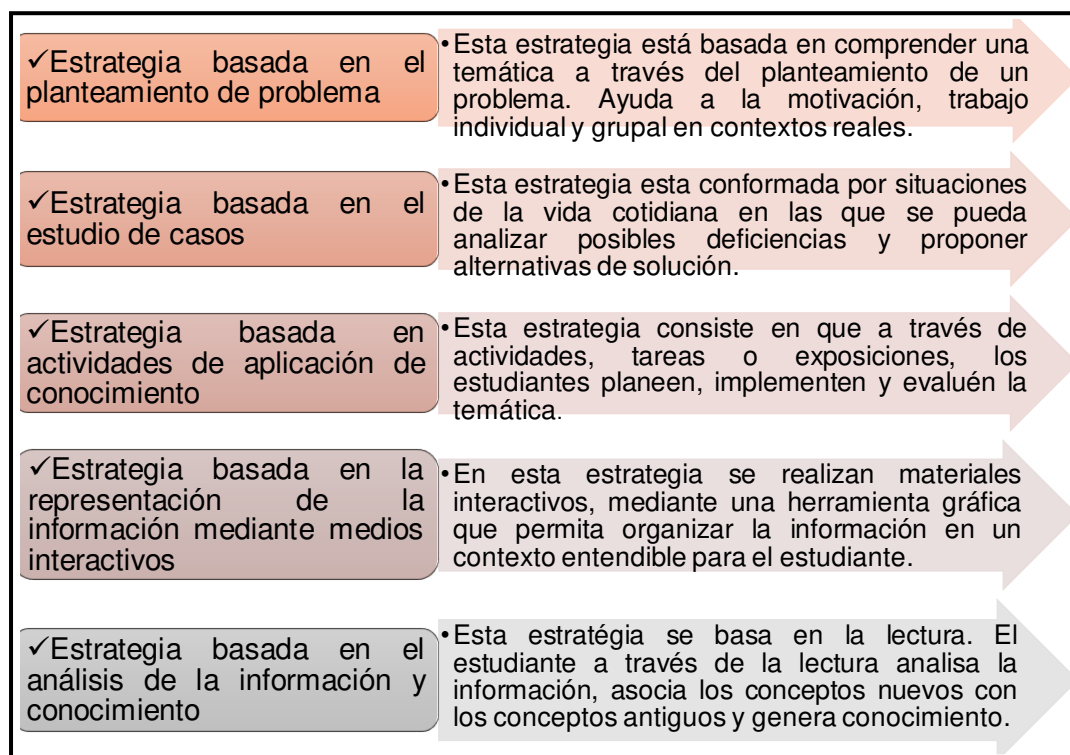 ✓Estrategia basada en el
planteamiento de problema
•Esta estrategia está basada en comprender una
temática a través del planteamiento de un
problema. Ayuda a la motivación, trabajo
individual y grupal en contextos reales.
✓Estrategia basada en el
estudio de casos
•Esta estrategia esta conformada por situaciones
de la vida cotidiana en las que se pueda
analizar posibles deficiencias y proponer
alternativas de solución.
✓Estrategia basada en
actividades de aplicación de
conocimiento
•Esta estrategia consiste en que a través de
actividades, tareas o exposiciones, los
estudiantes planeen, implementen y evaluén la
temática.
✓Estrategia basada en la
representación de la
información mediante medios
interactivos
•En esta estrategia se realizan materiales
interactivos, mediante una herramienta gráfica
que permita organizar la información en un
contexto entendible para el estudiante.
✓Estrategia basada en el
análisis de la información y
conocimiento
•Esta estratégia se basa en la lectura. El
estudiante a través de la lectura analisa la
información, asocia los conceptos nuevos con
los conceptos antiguos y genera conocimiento.